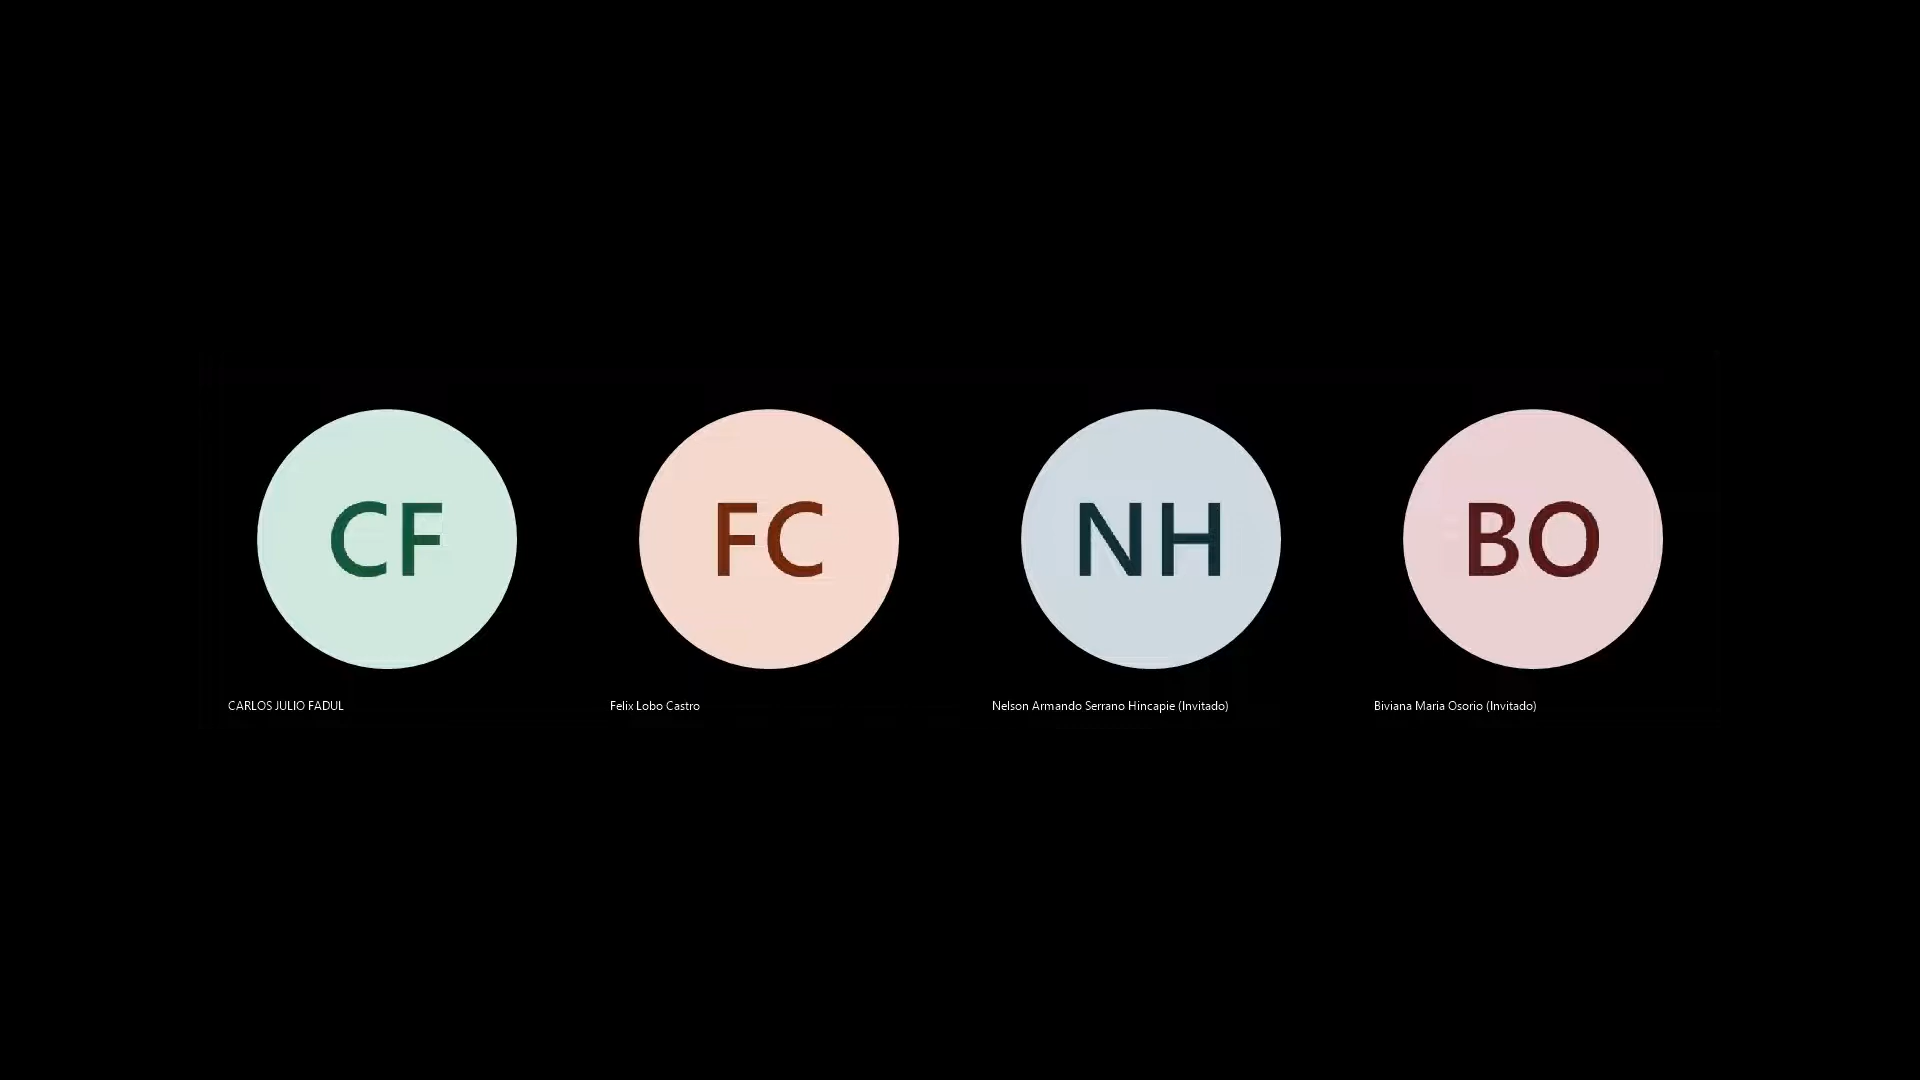 CF
FC
NH
BO
CARLOS JULIO FADUL
Felix Lobo Castro
Nelson Armando Serrano Hincapie (Invitado)
Biviana Maria Osorio (Invitado)